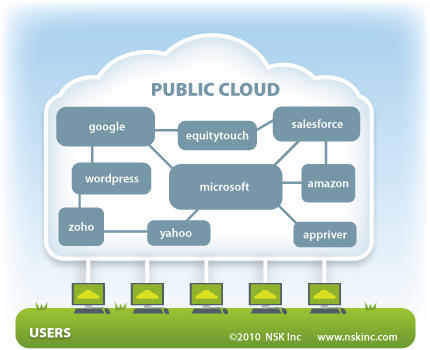 PUBLIC CLOUD
google
equitytouch
salesforce
wordpress
microsoft
amazon
zoho
yahoo
appriver
USERS
©2010 NSK Inc www.nskinc.com